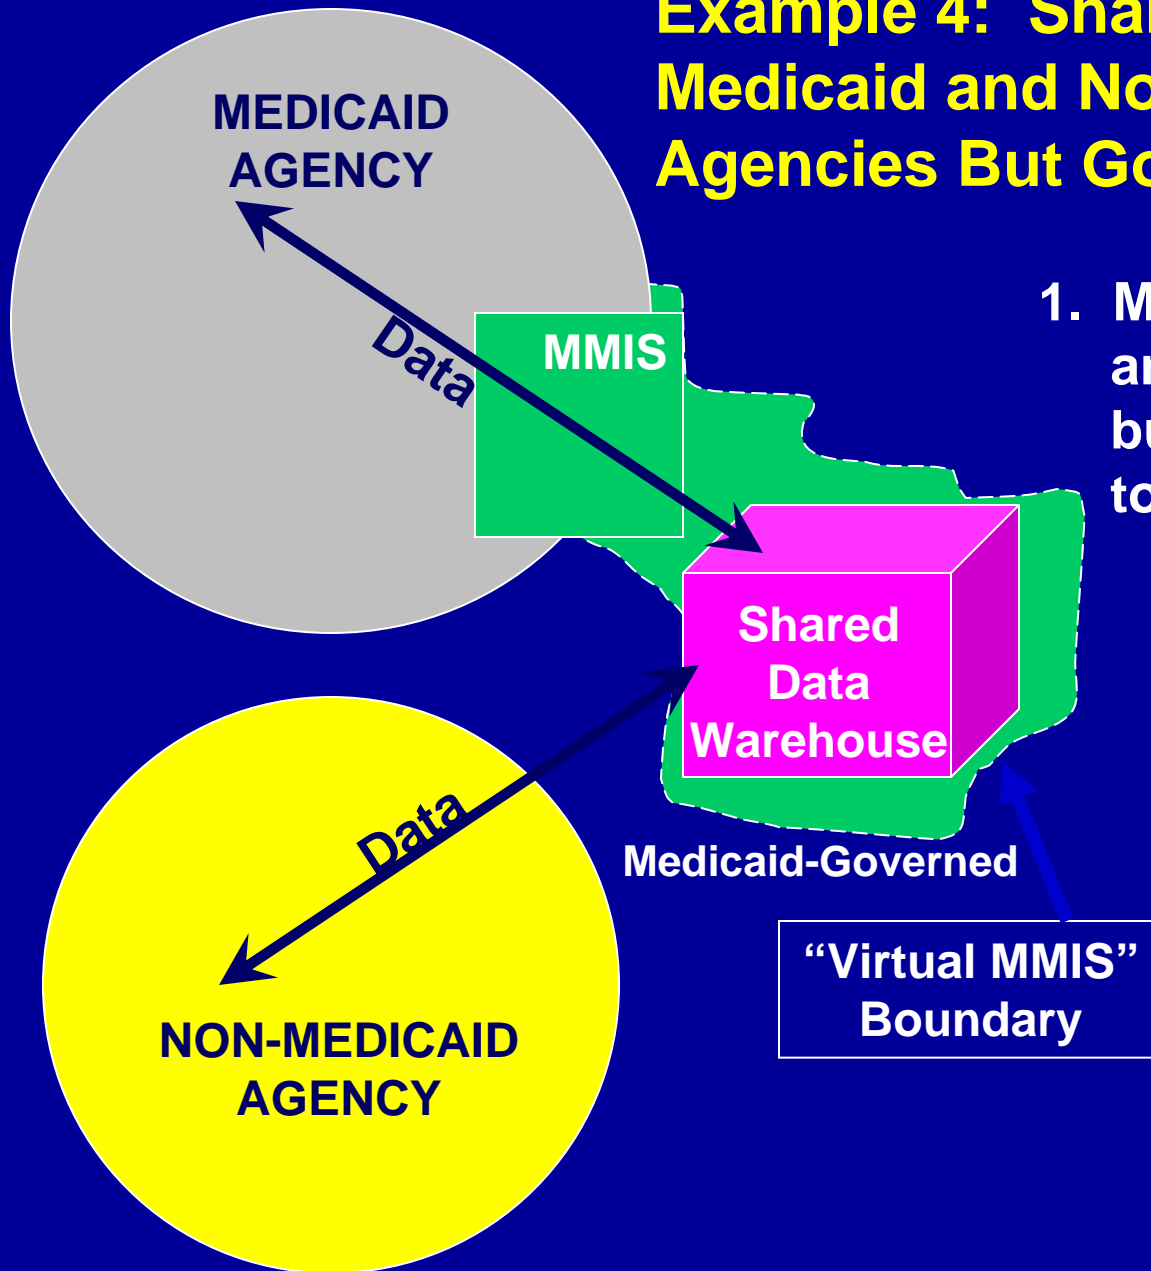 Example 4: Shar
Medicaid and No
Agencies But Go
MEDICAID
AGENCY
1. M
ar
bu
to
Data
MMIS
Shared
Data
Warehouse
Data
Medicaid-Governed
“Virtual MMIS”
Boundary
NON-MEDICAID
AGENCY